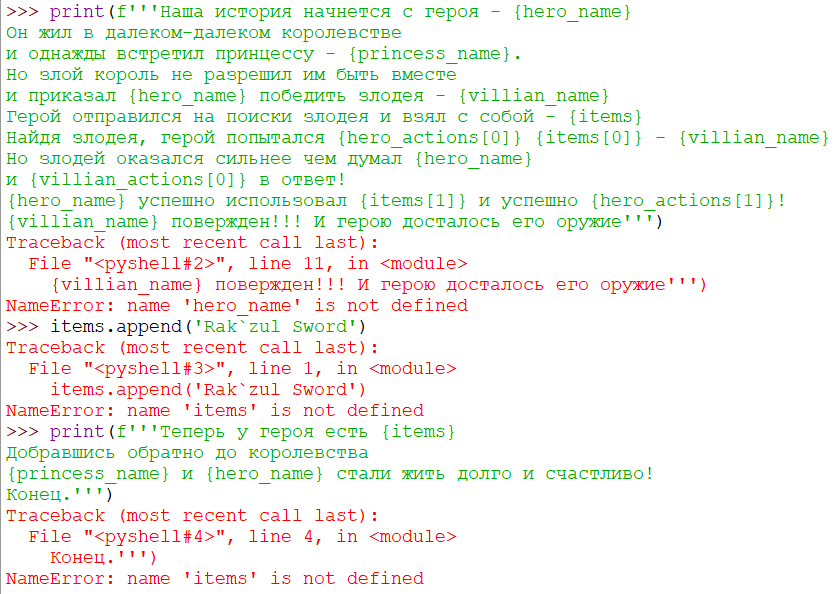 >>> print(f'''Наша история начнется с героя - {hero_name}
Он жил в далеком-далеком королевстве
и однажды встретил принцессу - {princess_name}.
Но злой король не разрешил им быть вместе
и приказал {hero_name} победить злодея - {villian_name}
Герой отправился на поиски злодея и взял с собой - {items}
Найдя злодея, герой попытался {hero_actions[0]} {items[0]} - {villian_name}
Но злодей оказался сильнее чем думал {hero_name}
и {villian_actions[0]} в ответ!
{hero_name} успешно использовал {items[1]} и успешно {hero_actions[1]}!
{villian_name} повержден!!! И герою досталось его оружие''')
Traceback (most recent call last):
  File "<pyshell#2>", line 11, in <module>
    {villian_name} повержден!!! И герою досталось его оружие''')
NameError: name 'hero_name' is not defined
>>> items.append('Rak`zul Sword')
Traceback (most recent call last):
  File "<pyshell#3>", line 1, in <module>
    items.append('Rak`zul Sword')
NameError: name 'items' is not defined
>>> print(f'''Теперь у героя есть {items}
Добравшись обратно до королевства
{princess_name} и {hero_name} стали жить долго и счастливо!
Конец.''')
Traceback (most recent call last):
  File "<pyshell#4>", line 4, in <module>
    Конец.''')
NameError: name 'items' is not defined